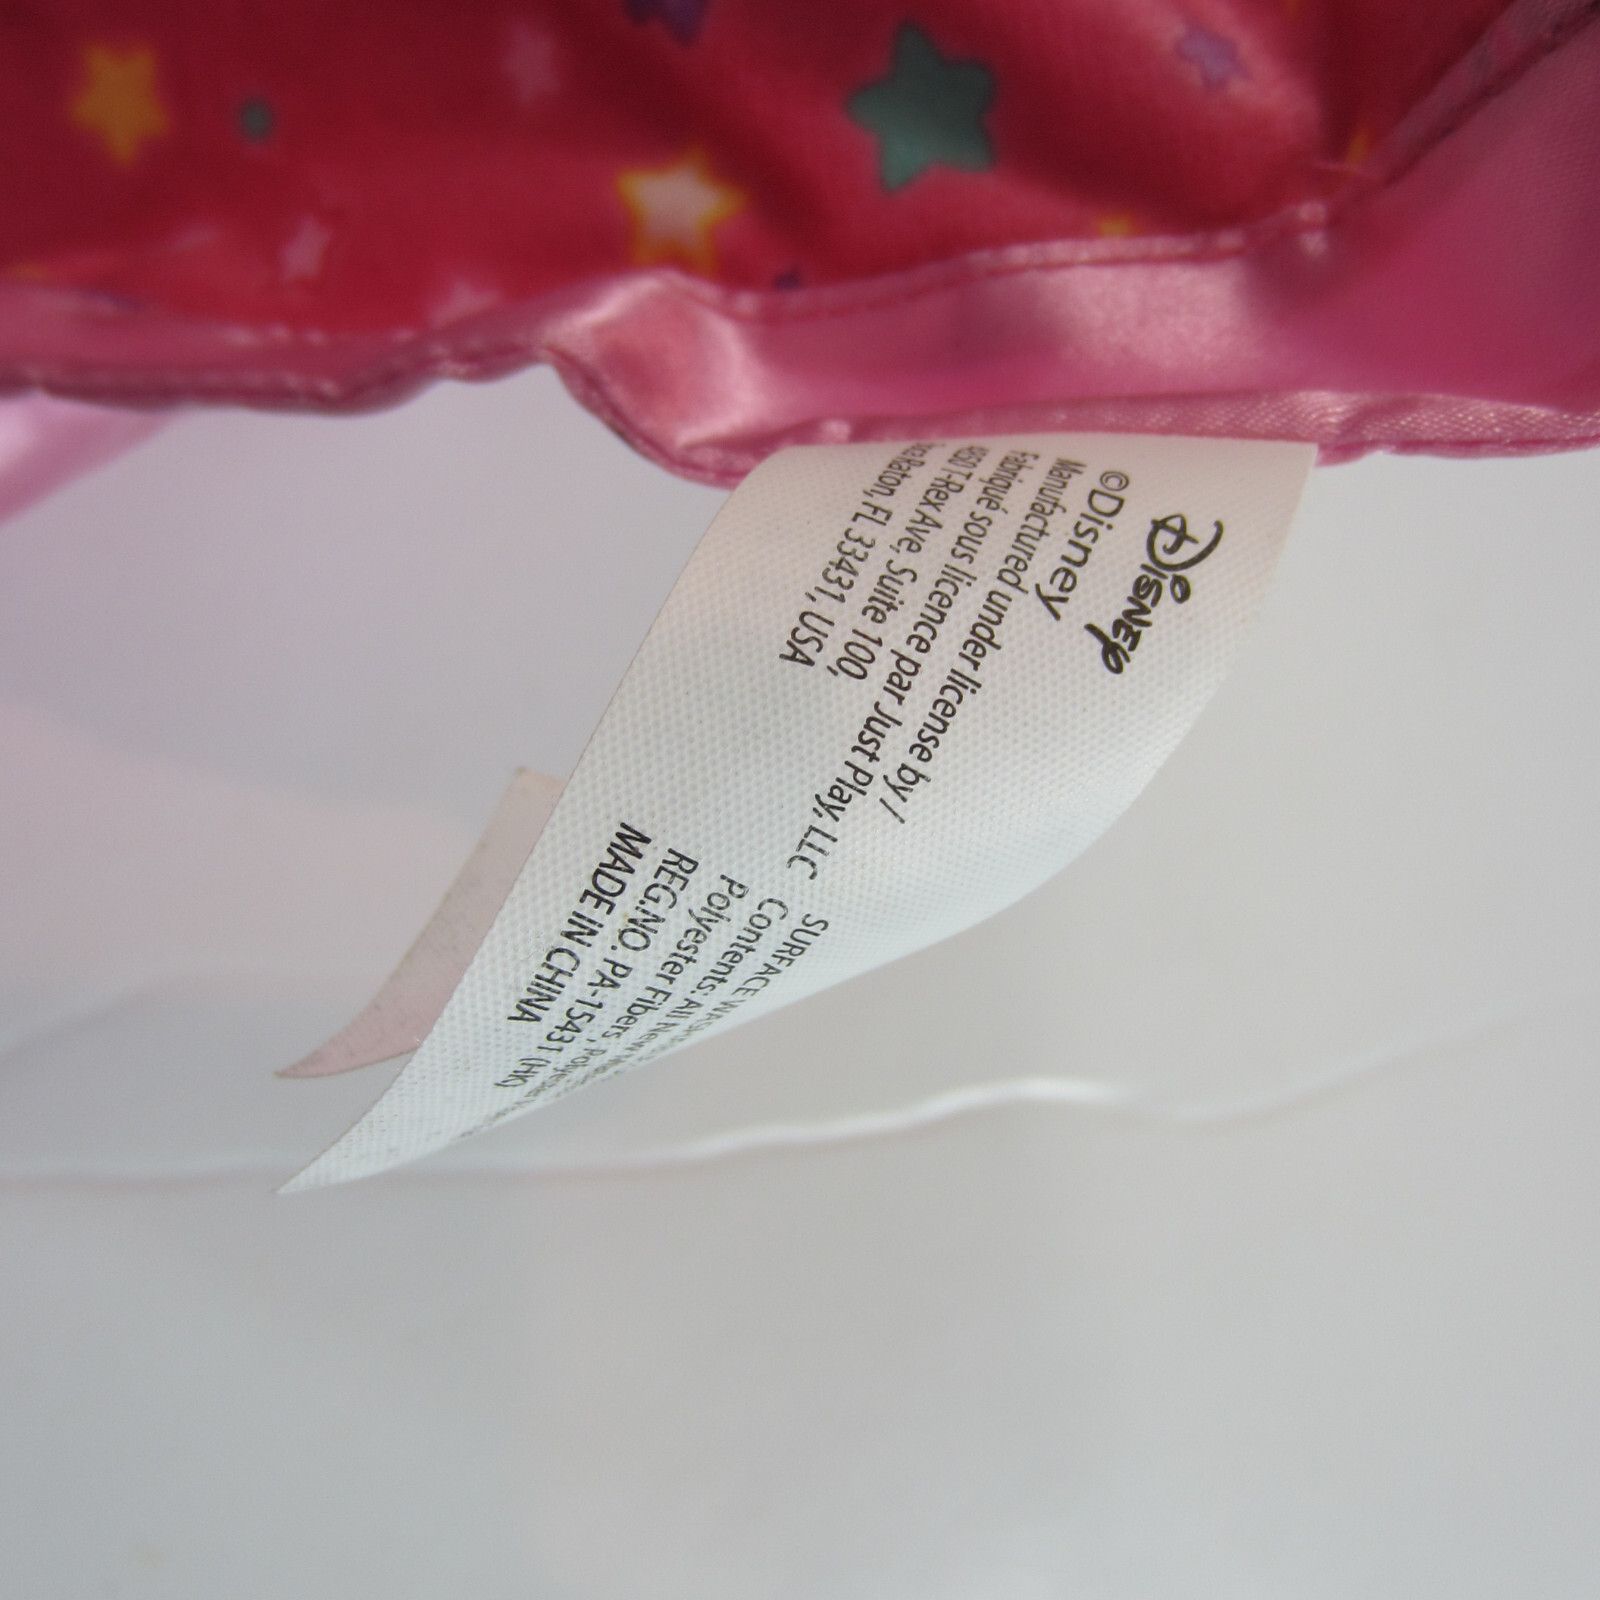 Disney
©Disney
Manufactured under license by /
Fabriqué sous licence par Just Play, LLC
4850 T-Rex Ave, Suite 100,
Raton, FL 33431, USA
SURFACE
Contents: All New
Polyester Fibers,
REG.NO. PA-15431 (HK)
MADE IN CHINA